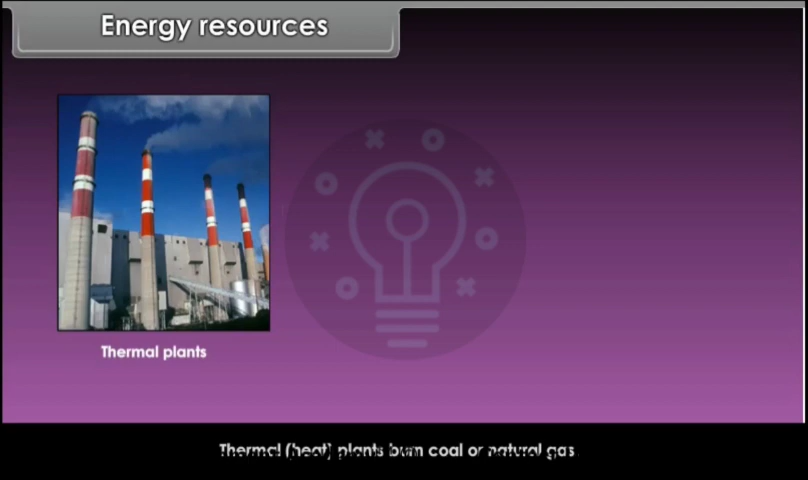 Energy resources
Thermal plants
Thermal (heat) plants burn coal or natural gas